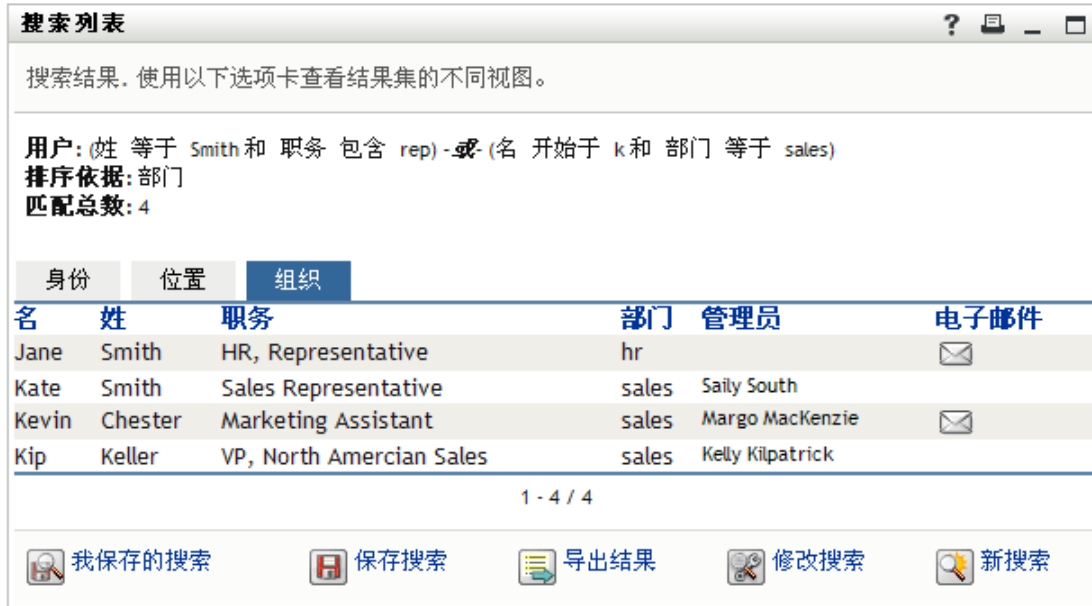 搜索列表
搜索结果. 使用以下选项卡查看结果集的不同视图。
用户: (姓 等于 Smith 和 职务 包含 rep) -或- (名 开始于 k 和 部门 等于 sales)
排序依据: 部门
匹配总数: 4
身份 位置 组织
名 姓 职务 部门 管理员 电子邮件
Jane Smith HR, Representative hr
Kate Smith Sales Representative sales Saily South
Kevin Chester Marketing Assistant sales Margo MacKenzie
Kip Keller VP, North Amercian Sales sales Kelly Kilpatrick
1 - 4 / 4
我保存的搜索 保存搜索 导出结果 修改搜索 新搜索